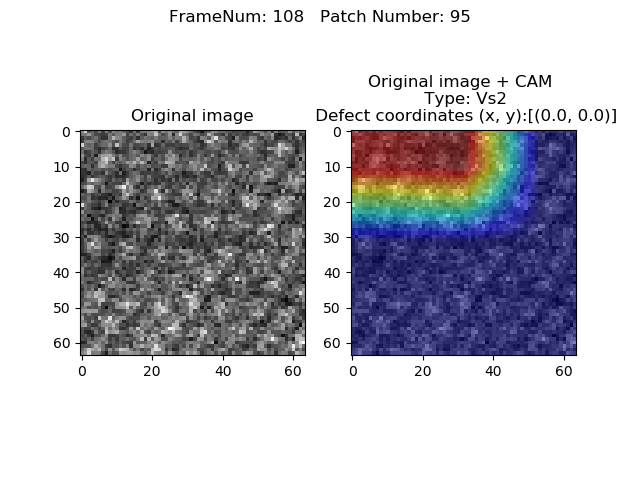 FrameNum: 108   Patch Number: 95
Original image
0
10
20
30
40
50
60
0 20 40 60
Original image + CAM
Type: Vs2
Defect coordinates (x, y):[(0.0, 0.0)]
0
10
20
30
40
50
60
0 20 40 60